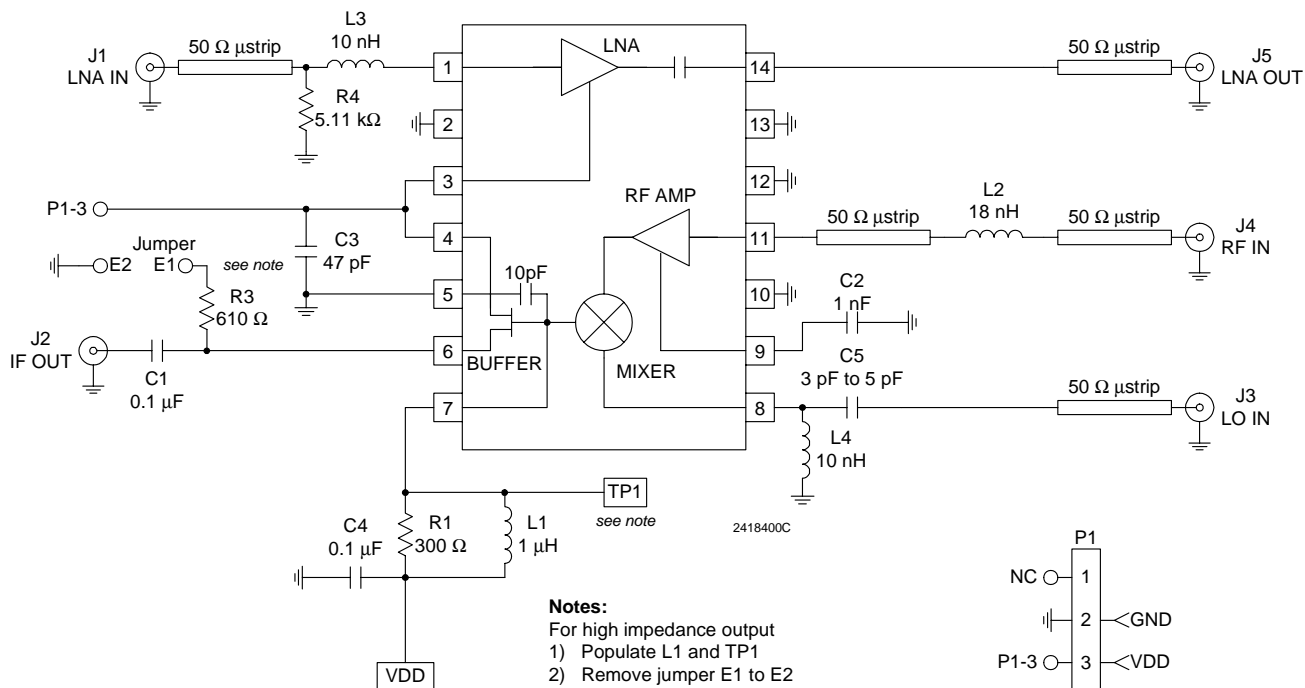 L3
10 nH
J1
LNA IN
50 Ω µstrip
R4
5.11 kΩ
1
2
3
4
5
6
7
LNA
14
13
12
11
10
9
8
50 Ω µstrip
J5
LNA OUT
RF AMP
50 Ω µstrip
L2
18 nH
50 Ω µstrip
J4
RF IN
P1-3
C3
47 pF
see note
Jumper
E2
E1
R3
610 Ω
10pF
C2
1 nF
J2
IF OUT
C1
0.1 µF
BUFFER
MIXER
C5
3 pF to 5 pF
50 Ω µstrip
J3
LO IN
L4
10 nH
TP1
see note
C4
0.1 µF
R1
300 Ω
L1
1 µH
2418400C
VDD
Notes:
For high impedance output
1) Populate L1 and TP1
2) Remove jumper E1 to E2
P1
NC
1
2
GND
P1-3
3
VDD